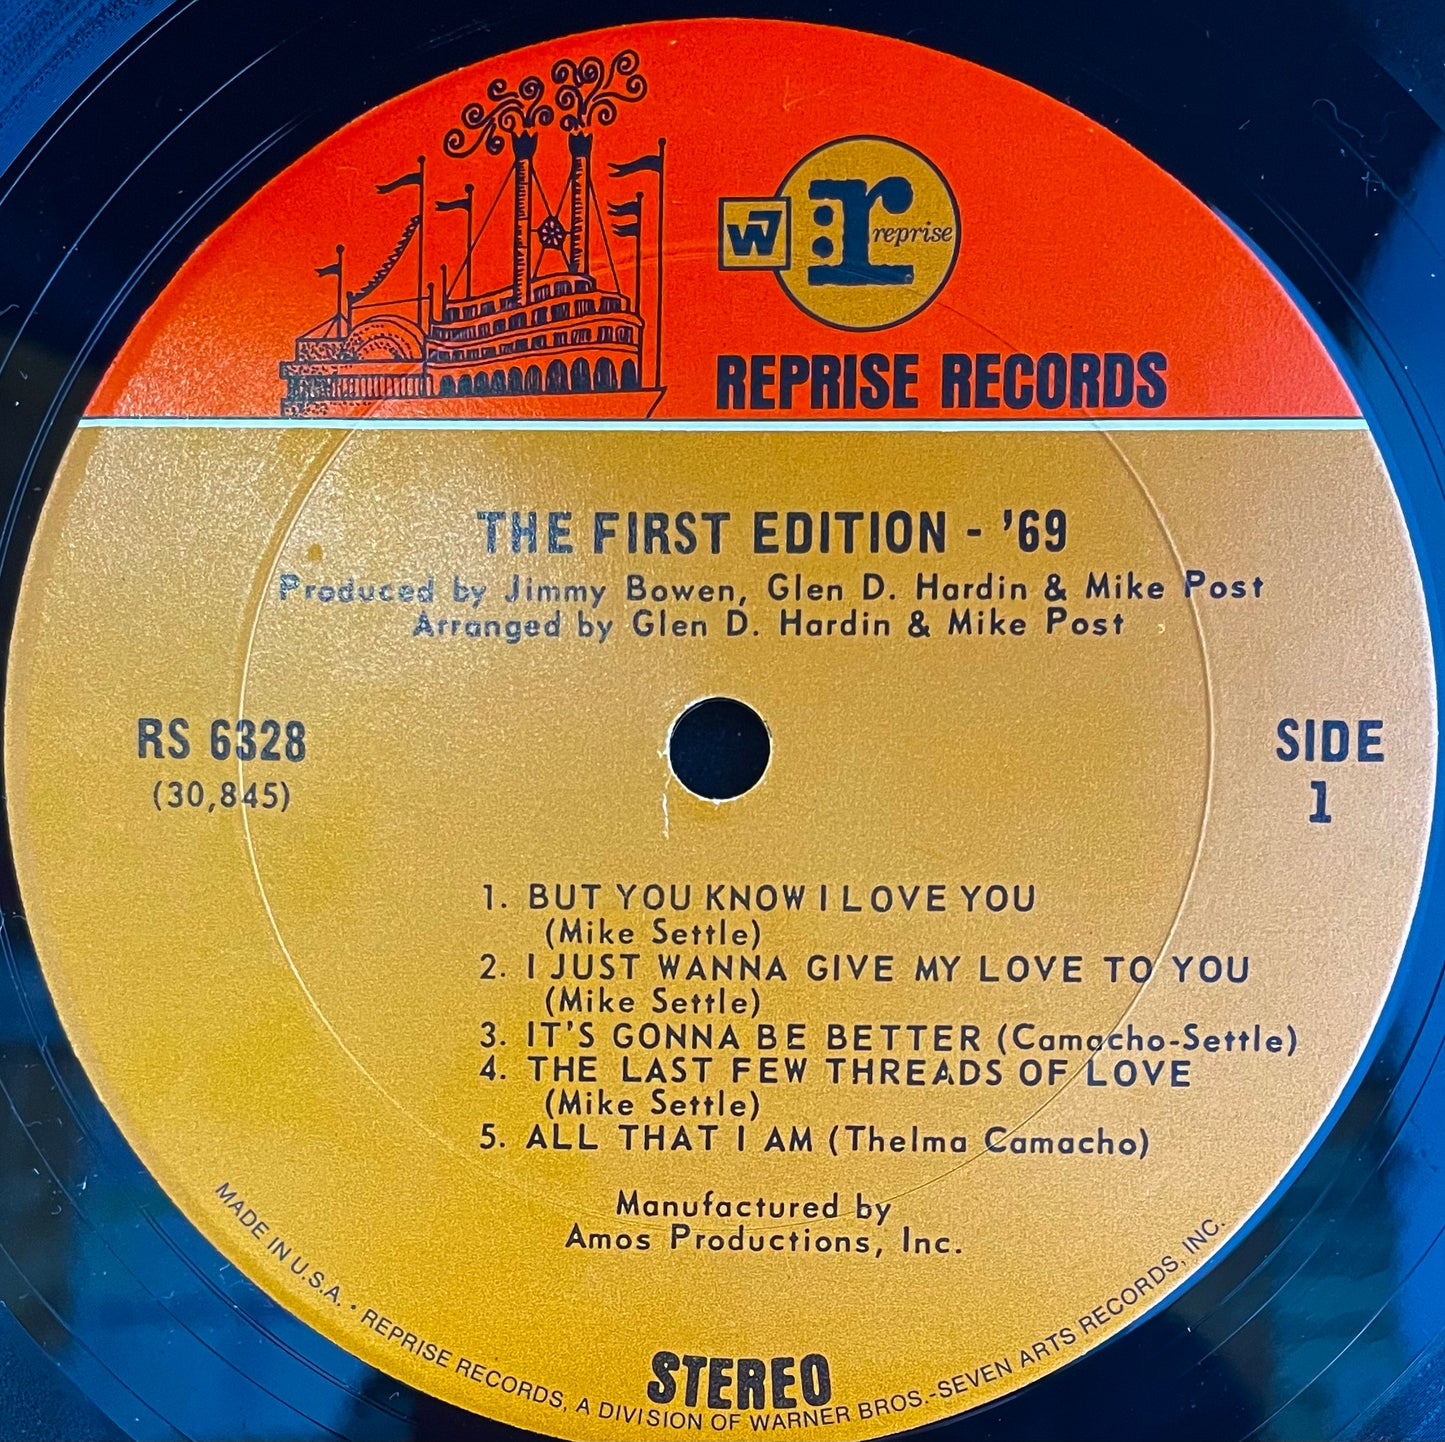 W7
r: reprise
REPRISE RECORDS
THE FIRST EDITION - '69
Produced by Jimmy Bowen, Glen D. Hardin & Mike Post
Arranged by Glen D. Hardin & Mike Post
RS 6328
(30,845)
SIDE
1
1. BUT YOU KNOW I LOVE YOU
(Mike Settle)
2. I JUST WANNA GIVE MY LOVE TO YOU
(Mike Settle)
3. IT'S GONNA BE BETTER (Camacho-Settle)
4. THE LAST FEW THREADS OF LOVE
(Mike Settle)
5. ALL THAT I AM (Thelma Camacho)
Manufactured by
Amos Productions, Inc.
STEREO
MADE IN U.S.A. • REPRISE RECORDS, A DIVISION OF WARNER BROS.-SEVEN ARTS RECORDS, INC.